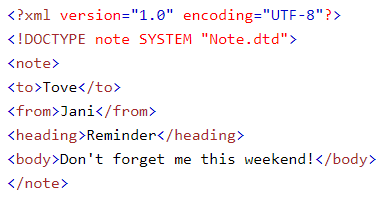 <?xml version="1.0" encoding="UTF-8"?>
<!DOCTYPE note SYSTEM "Note.dtd">
<note>
<to>Tove</to>
<from>Jani</from>
<heading>Reminder</heading>
<body>Don't forget me this weekend!</body>
</note>